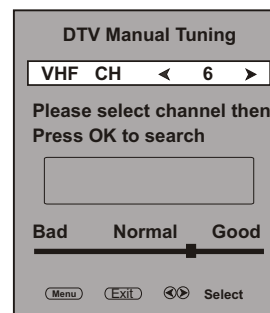 DTV Manual Tuning
VHF CH < 6 >
Please select channel then
Press OK to search
Bad Normal Good
Menu Exit <> Select